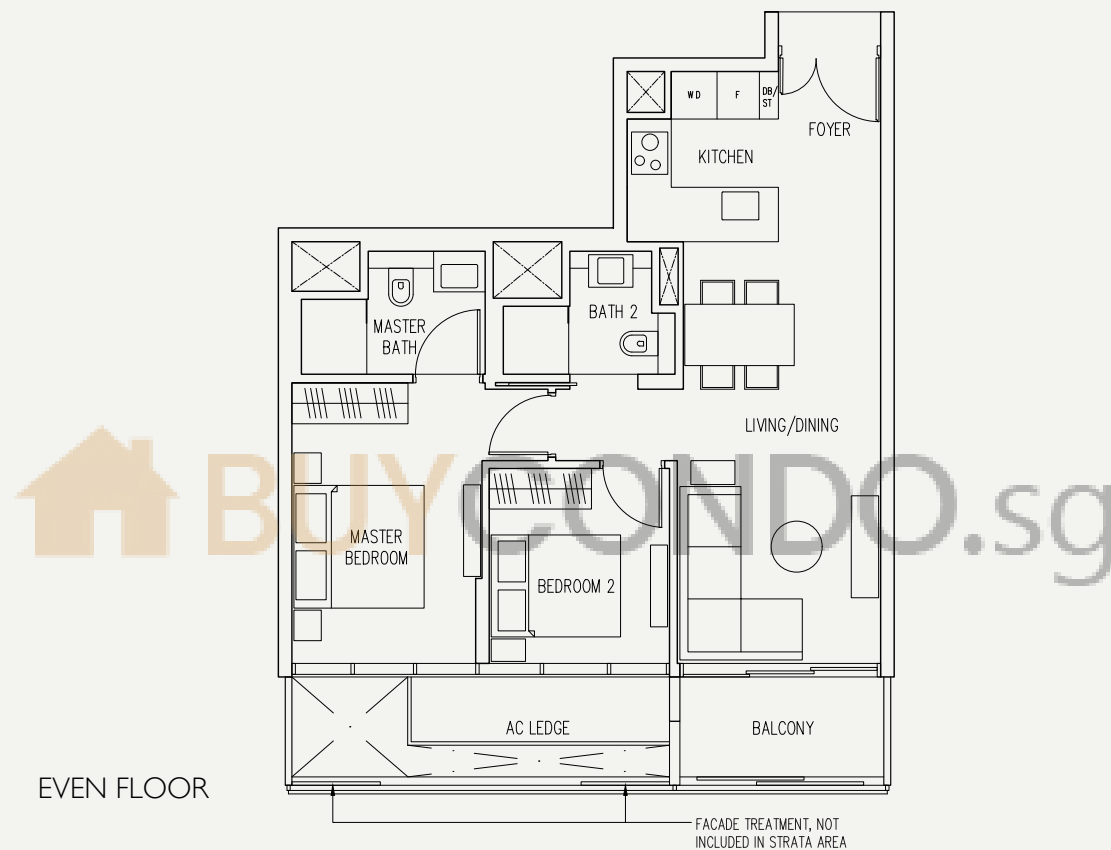 WD
F
DB/
ST
FOYER
KITCHEN
MASTER
BATH
BATH 2
LIVING/DINING
BUYCONDO.sg
MASTER
BEDROOM
BEDROOM 2
AC LEDGE
BALCONY
EVEN FLOOR
FACADE TREATMENT, NOT
INCLUDED IN STRATA AREA